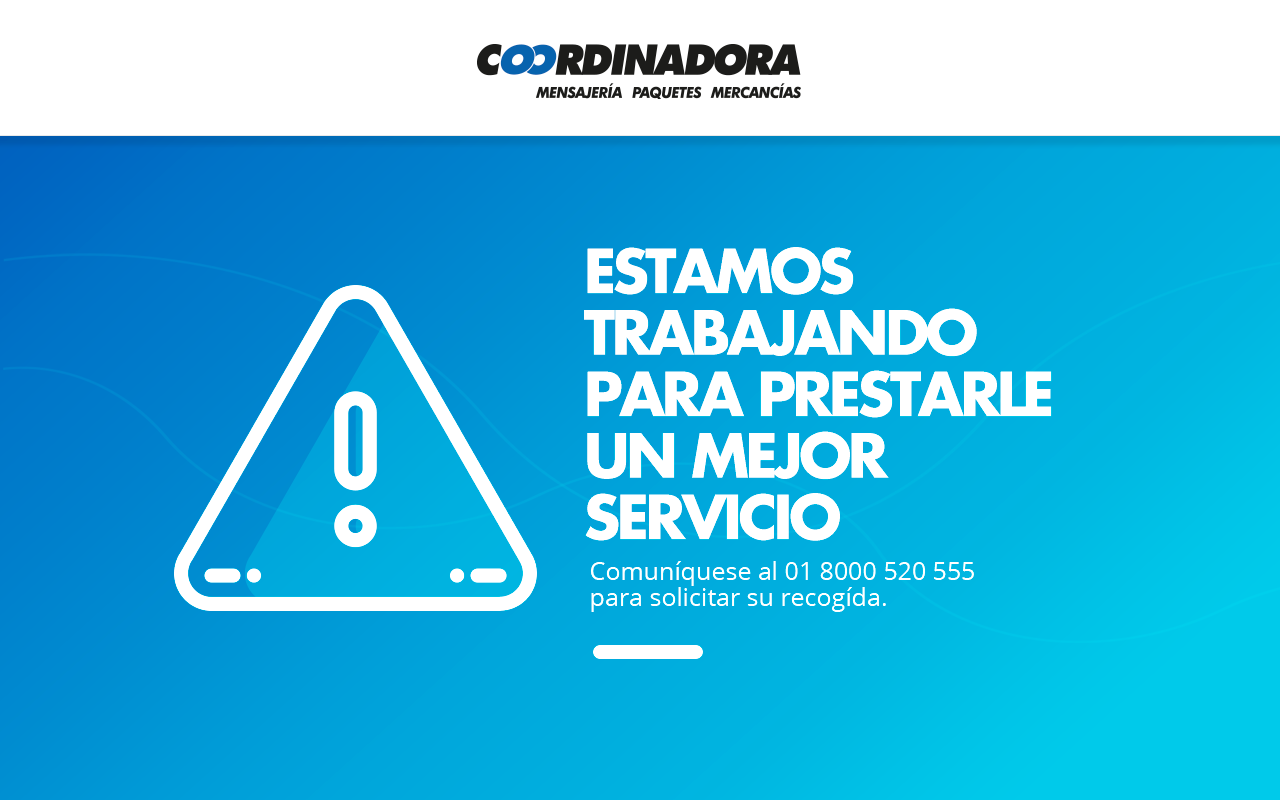 COORDINADORA
MENSAJERÍA PAQUETES MERCANCÍAS
ESTAMOS
TRABAJANDO
PARA PRESTARLE
UN MEJOR
SERVICIO
Comuníquese al 01 8000 520 555
para solicitar su recogída.